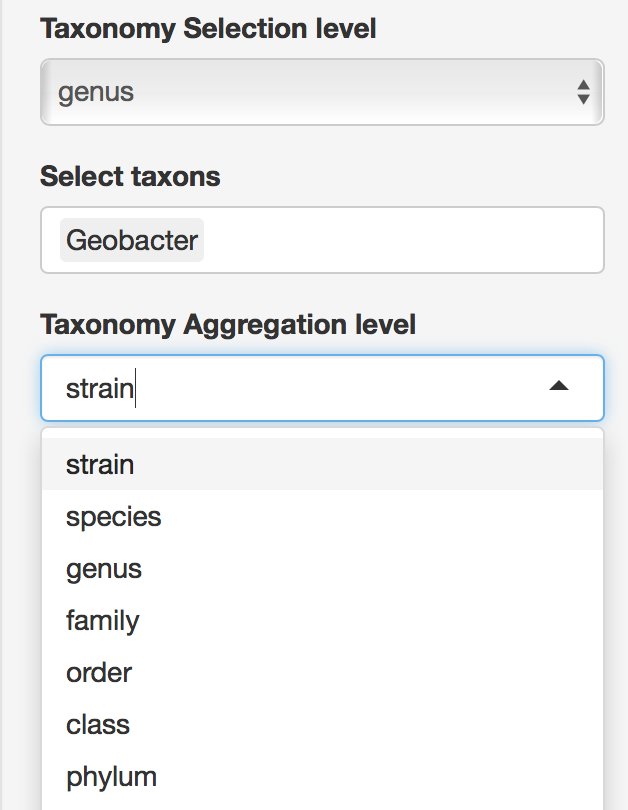 Taxonomy Selection level
genus
Select taxons
Geobacter
Taxonomy Aggregation level
strain
strain
species
genus
family
order
class
phylum